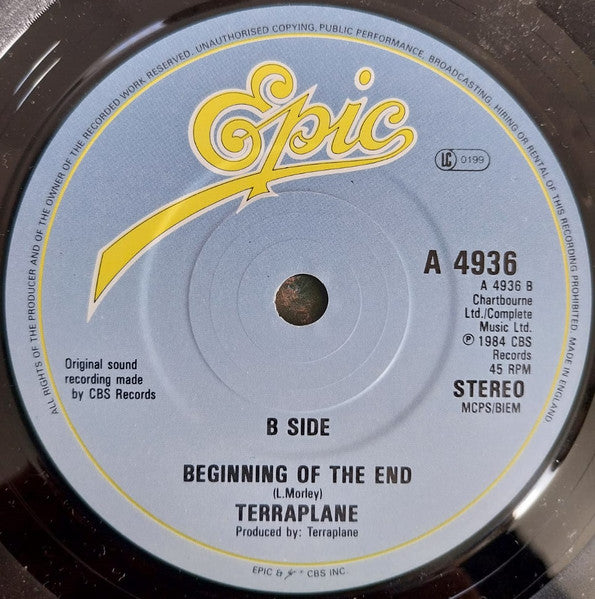 ALL RIGHTS OF THE PRODUCER AND OF THE OWNER OF THE RECORDED WORK RESERVED. UNAUTHORISED COPYING, PUBLIC PERFORMANCE, BROADCASTING, HIRING OR RENTAL OF THIS RECORDING PROHIBITED. MADE IN ENGLAND.
Epic
LC 0199
A 4936
A 4936 B
Chartbourne
Ltd./Complete
Music Ltd.
℗ 1984 CBS
Records
45 RPM
STEREO
MCPS/BIEM
Original sound
recording made
by CBS Records
B SIDE
BEGINNING OF THE END
(L.Morley)
TERRAPLANE
Produced by: Terraplane
EPIC & CBS INC.